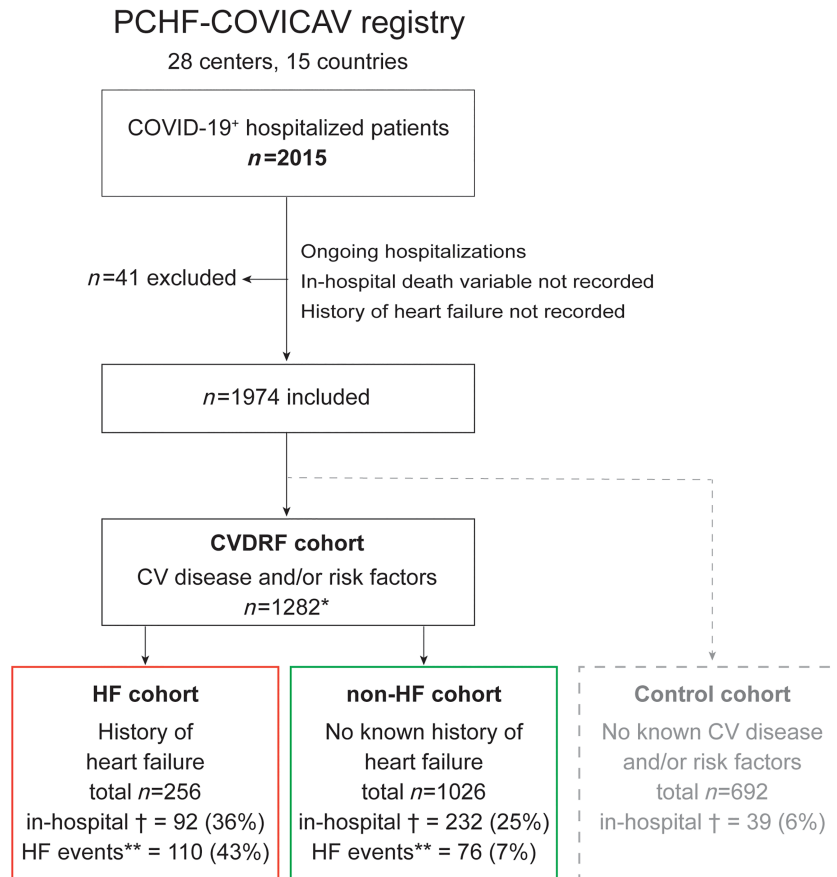 PCHF-COVICAV registry
28 centers, 15 countries
COVID-19⁺ hospitalized patients
n=2015
n=41 excluded
Ongoing hospitalizations
In-hospital death variable not recorded
History of heart failure not recorded
n=1974 included
CVDRF cohort
CV disease and/or risk factors
n=1282*
HF cohort
History of
heart failure
total n=256
in-hospital † = 92 (36%)
HF events** = 110 (43%)
non-HF cohort
No known history of
heart failure
total n=1026
in-hospital † = 232 (25%)
HF events** = 76 (7%)
Control cohort
No known CV disease
and/or risk factors
total n=692
in-hospital † = 39 (6%)